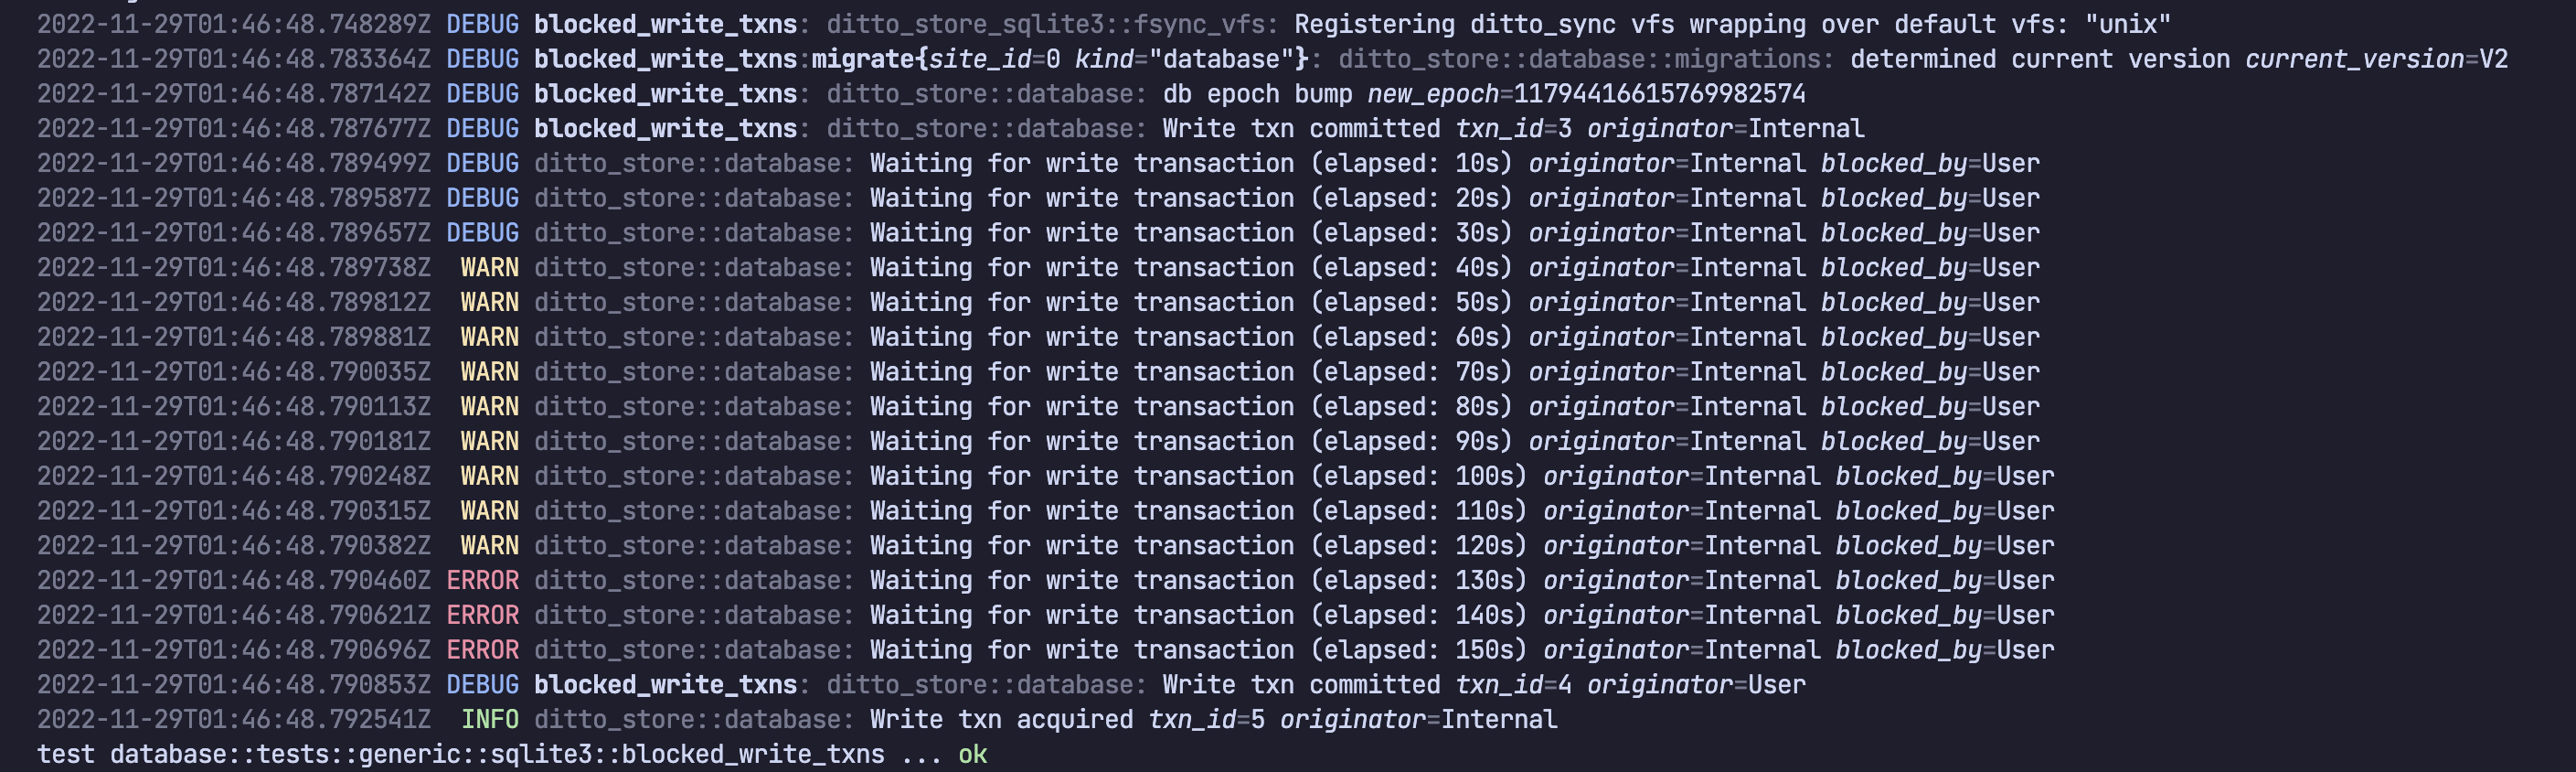 2022-11-29T01:46:48.748289Z DEBUG blocked_write_txns: ditto_store_sqlite3::fsync_vfs: Registering ditto_sync vfs wrapping over default vfs: "unix"
2022-11-29T01:46:48.783364Z DEBUG blocked_write_txns:migrate{site_id=0 kind="database"}: ditto_store::database::migrations: determined current version current_version=V2
2022-11-29T01:46:48.787142Z DEBUG blocked_write_txns: ditto_store::database: db epoch bump new_epoch=11794416615769982574
2022-11-29T01:46:48.787677Z DEBUG blocked_write_txns: ditto_store::database: Write txn committed txn_id=3 originator=Internal
2022-11-29T01:46:48.789499Z DEBUG ditto_store::database: Waiting for write transaction (elapsed: 10s) originator=Internal blocked_by=User
2022-11-29T01:46:48.789587Z DEBUG ditto_store::database: Waiting for write transaction (elapsed: 20s) originator=Internal blocked_by=User
2022-11-29T01:46:48.789657Z DEBUG ditto_store::database: Waiting for write transaction (elapsed: 30s) originator=Internal blocked_by=User
2022-11-29T01:46:48.789738Z  WARN ditto_store::database: Waiting for write transaction (elapsed: 40s) originator=Internal blocked_by=User
2022-11-29T01:46:48.789812Z  WARN ditto_store::database: Waiting for write transaction (elapsed: 50s) originator=Internal blocked_by=User
2022-11-29T01:46:48.789881Z  WARN ditto_store::database: Waiting for write transaction (elapsed: 60s) originator=Internal blocked_by=User
2022-11-29T01:46:48.790035Z  WARN ditto_store::database: Waiting for write transaction (elapsed: 70s) originator=Internal blocked_by=User
2022-11-29T01:46:48.790113Z  WARN ditto_store::database: Waiting for write transaction (elapsed: 80s) originator=Internal blocked_by=User
2022-11-29T01:46:48.790181Z  WARN ditto_store::database: Waiting for write transaction (elapsed: 90s) originator=Internal blocked_by=User
2022-11-29T01:46:48.790248Z  WARN ditto_store::database: Waiting for write transaction (elapsed: 100s) originator=Internal blocked_by=User
2022-11-29T01:46:48.790315Z  WARN ditto_store::database: Waiting for write transaction (elapsed: 110s) originator=Internal blocked_by=User
2022-11-29T01:46:48.790382Z  WARN ditto_store::database: Waiting for write transaction (elapsed: 120s) originator=Internal blocked_by=User
2022-11-29T01:46:48.790460Z ERROR ditto_store::database: Waiting for write transaction (elapsed: 130s) originator=Internal blocked_by=User
2022-11-29T01:46:48.790621Z ERROR ditto_store::database: Waiting for write transaction (elapsed: 140s) originator=Internal blocked_by=User
2022-11-29T01:46:48.790696Z ERROR ditto_store::database: Waiting for write transaction (elapsed: 150s) originator=Internal blocked_by=User
2022-11-29T01:46:48.790853Z DEBUG blocked_write_txns: ditto_store::database: Write txn committed txn_id=4 originator=User
2022-11-29T01:46:48.792541Z  INFO ditto_store::database: Write txn acquired txn_id=5 originator=Internal
test database::tests::generic::sqlite3::blocked_write_txns ... ok